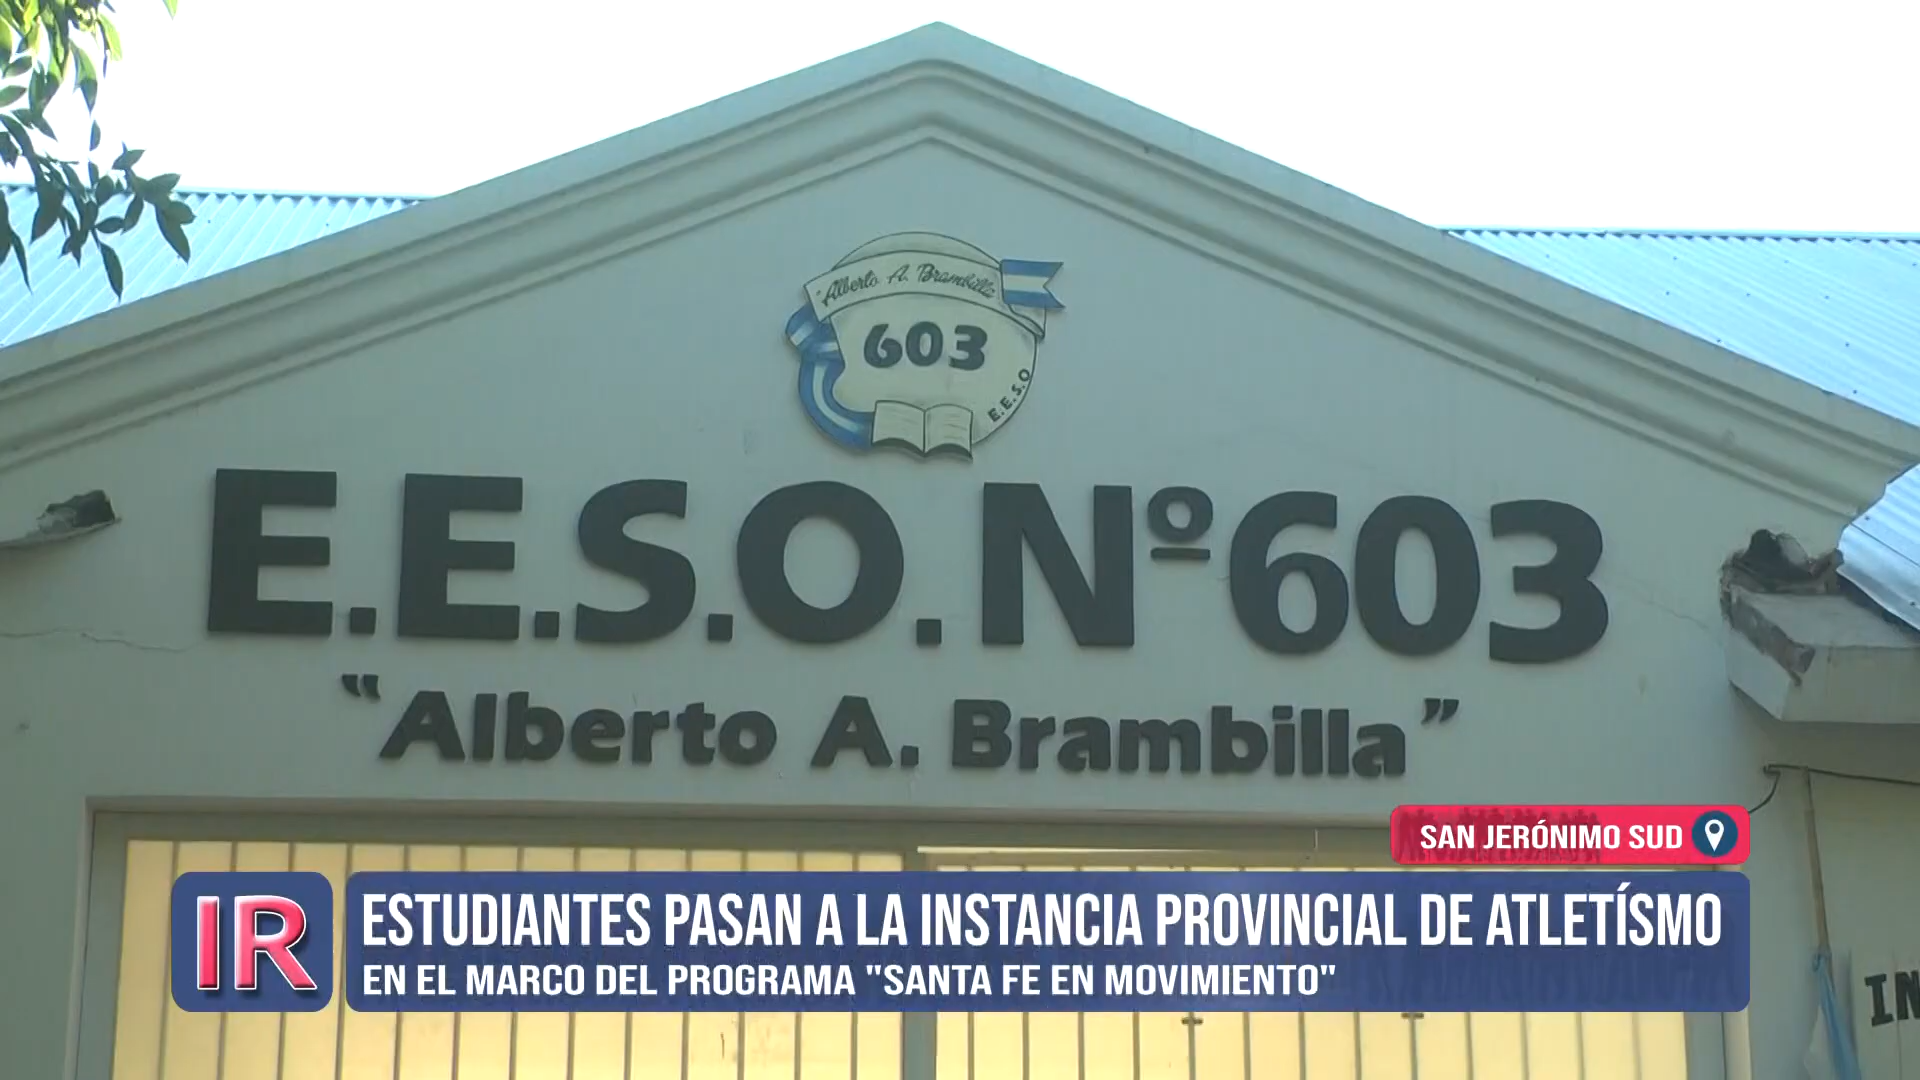 "Alberto A. Brambilla"
603
E.E.S.O
E.E.S.O. Nº603
"Alberto A. Brambilla"
SAN JERÓNIMO SUD
IR
ESTUDIANTES PASAN A LA INSTANCIA PROVINCIAL DE ATLETÍSMO
EN EL MARCO DEL PROGRAMA "SANTA FE EN MOVIMIENTO"
IN